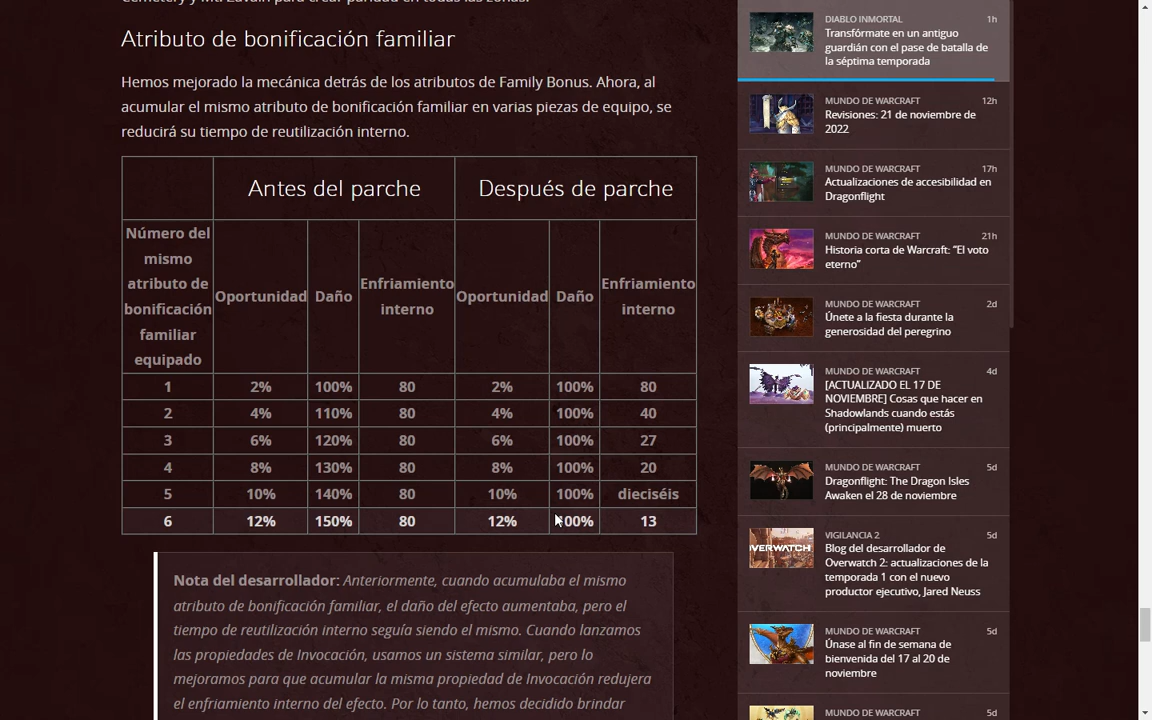 Cemetery y Mt. Zavain para crear paridad en todas las zonas.
Atributo de bonificación familiar
Hemos mejorado la mecánica detrás de los atributos de Family Bonus. Ahora, al
acumular el mismo atributo de bonificación familiar en varias piezas de equipo, se
reducirá su tiempo de reutilización interno.
Antes del parche Después de parche
Número del
mismo
atributo de
bonificación
familiar
equipado
Oportunidad Daño Enfriamiento
interno
Oportunidad Daño Enfriamiento
interno
1 2% 100% 80 2% 100% 80
2 4% 110% 80 4% 100% 40
3 6% 120% 80 6% 100% 27
4 8% 130% 80 8% 100% 20
5 10% 140% 80 10% 100% dieciséis
6 12% 150% 80 12% 100% 13
Nota del desarrollador: Anteriormente, cuando acumulaba el mismo
atributo de bonificación familiar, el daño del efecto aumentaba, pero el
tiempo de reutilización interno seguía siendo el mismo. Cuando lanzamos
las propiedades de Invocación, usamos un sistema similar, pero lo
mejoramos para que acumular la misma propiedad de Invocación redujera
el enfriamiento interno del efecto. Por lo tanto, hemos decidido brindar
DIABLO INMORTAL 1h
Transfórmate en un antiguo
guardián con el pase de batalla de
la séptima temporada
MUNDO DE WARCRAFT 12h
Revisiones: 21 de noviembre de
2022
MUNDO DE WARCRAFT 17h
Actualizaciones de accesibilidad en
Dragonflight
MUNDO DE WARCRAFT 21h
Historia corta de Warcraft: “El voto
eterno”
MUNDO DE WARCRAFT 2d
Únete a la fiesta durante la
generosidad del peregrino
MUNDO DE WARCRAFT 4d
[ACTUALIZADO EL 17 DE
NOVIEMBRE] Cosas que hacer en
Shadowlands cuando estás
(principalmente) muerto
MUNDO DE WARCRAFT 5d
Dragonflight: The Dragon Isles
Awaken el 28 de noviembre
VIGILANCIA 2 5d
OVERWATCH
Blog del desarrollador de
Overwatch 2: actualizaciones de la
temporada 1 con el nuevo
productor ejecutivo, Jared Neuss
MUNDO DE WARCRAFT 5d
Únase al fin de semana de
bienvenida del 17 al 20 de
noviembre
MUNDO DE WARCRAFT 5d